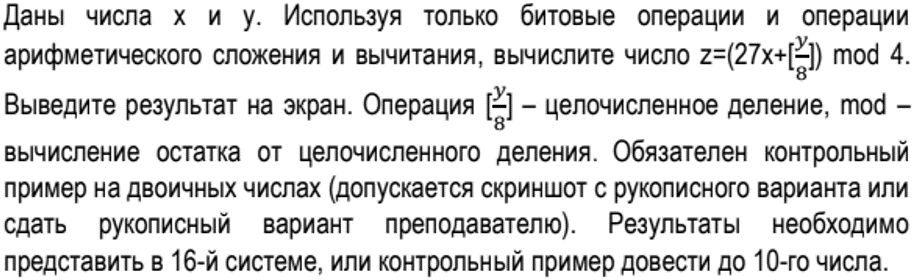 Даны числа x и y. Используя только битовые операции и операции
арифметического сложения и вычитания, вычислите число z=(27x+[y/8]) mod 4.
Выведите результат на экран. Операция [y/8] – целочисленное деление, mod –
вычисление остатка от целочисленного деления. Обязателен контрольный
пример на двоичных числах (допускается скриншот с рукописного варианта или
сдать рукописный вариант преподавателю). Результаты необходимо
представить в 16-й системе, или контрольный пример довести до 10-го числа.